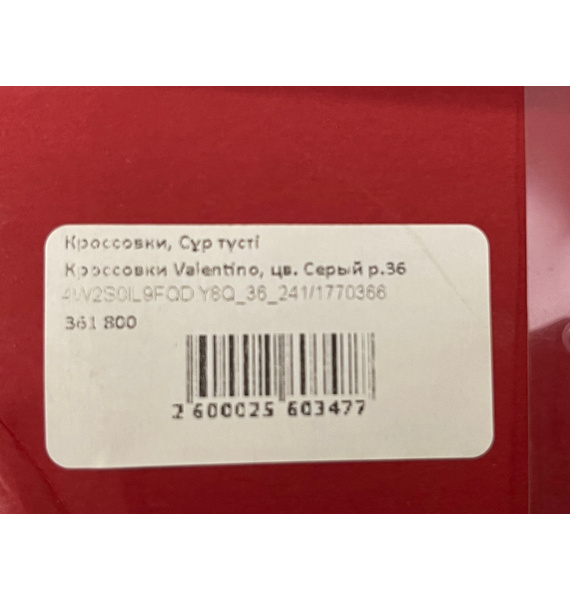 Кроссовки, Сұр түсті
Кроссовки Valentino, цв. Серый р.36
4W2S0IL9FQD Y8Q_36_241/1770366
361 800
2 600025 603477